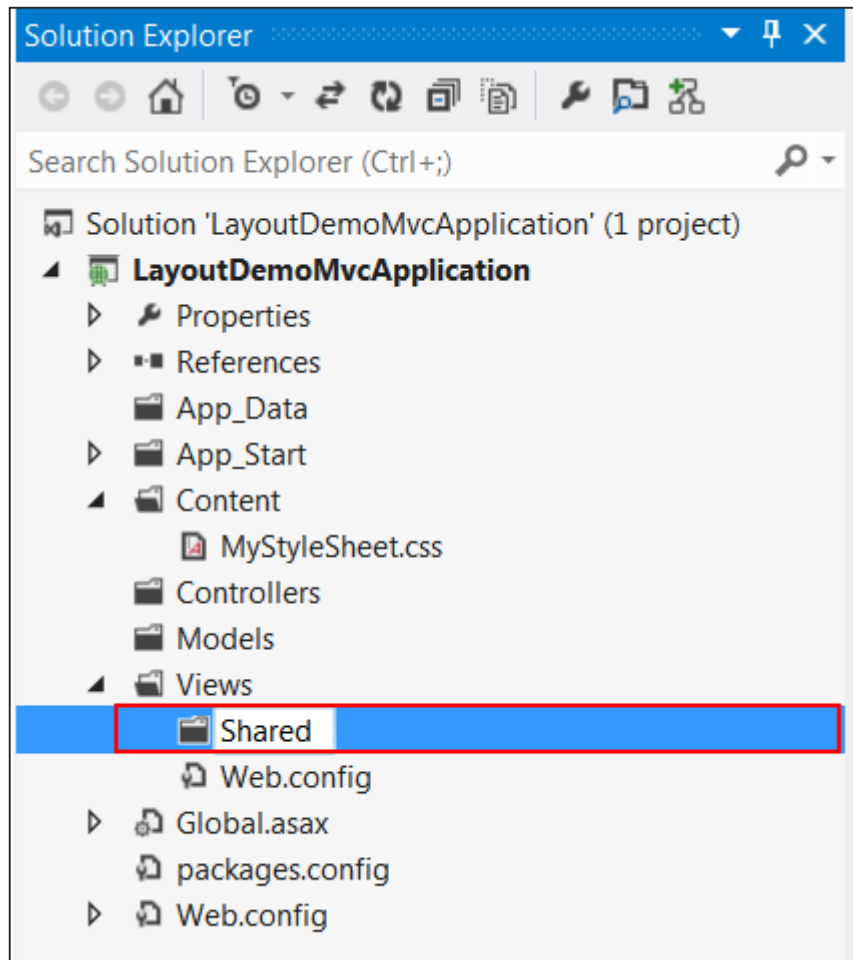 Solution Explorer
Search Solution Explorer (Ctrl+;)
Solution 'LayoutDemoMvcApplication' (1 project)
LayoutDemoMvcApplication
Properties
References
App_Data
App_Start
Content
MyStyleSheet.css
Controllers
Models
Views
Shared
Web.config
Global.asax
packages.config
Web.config